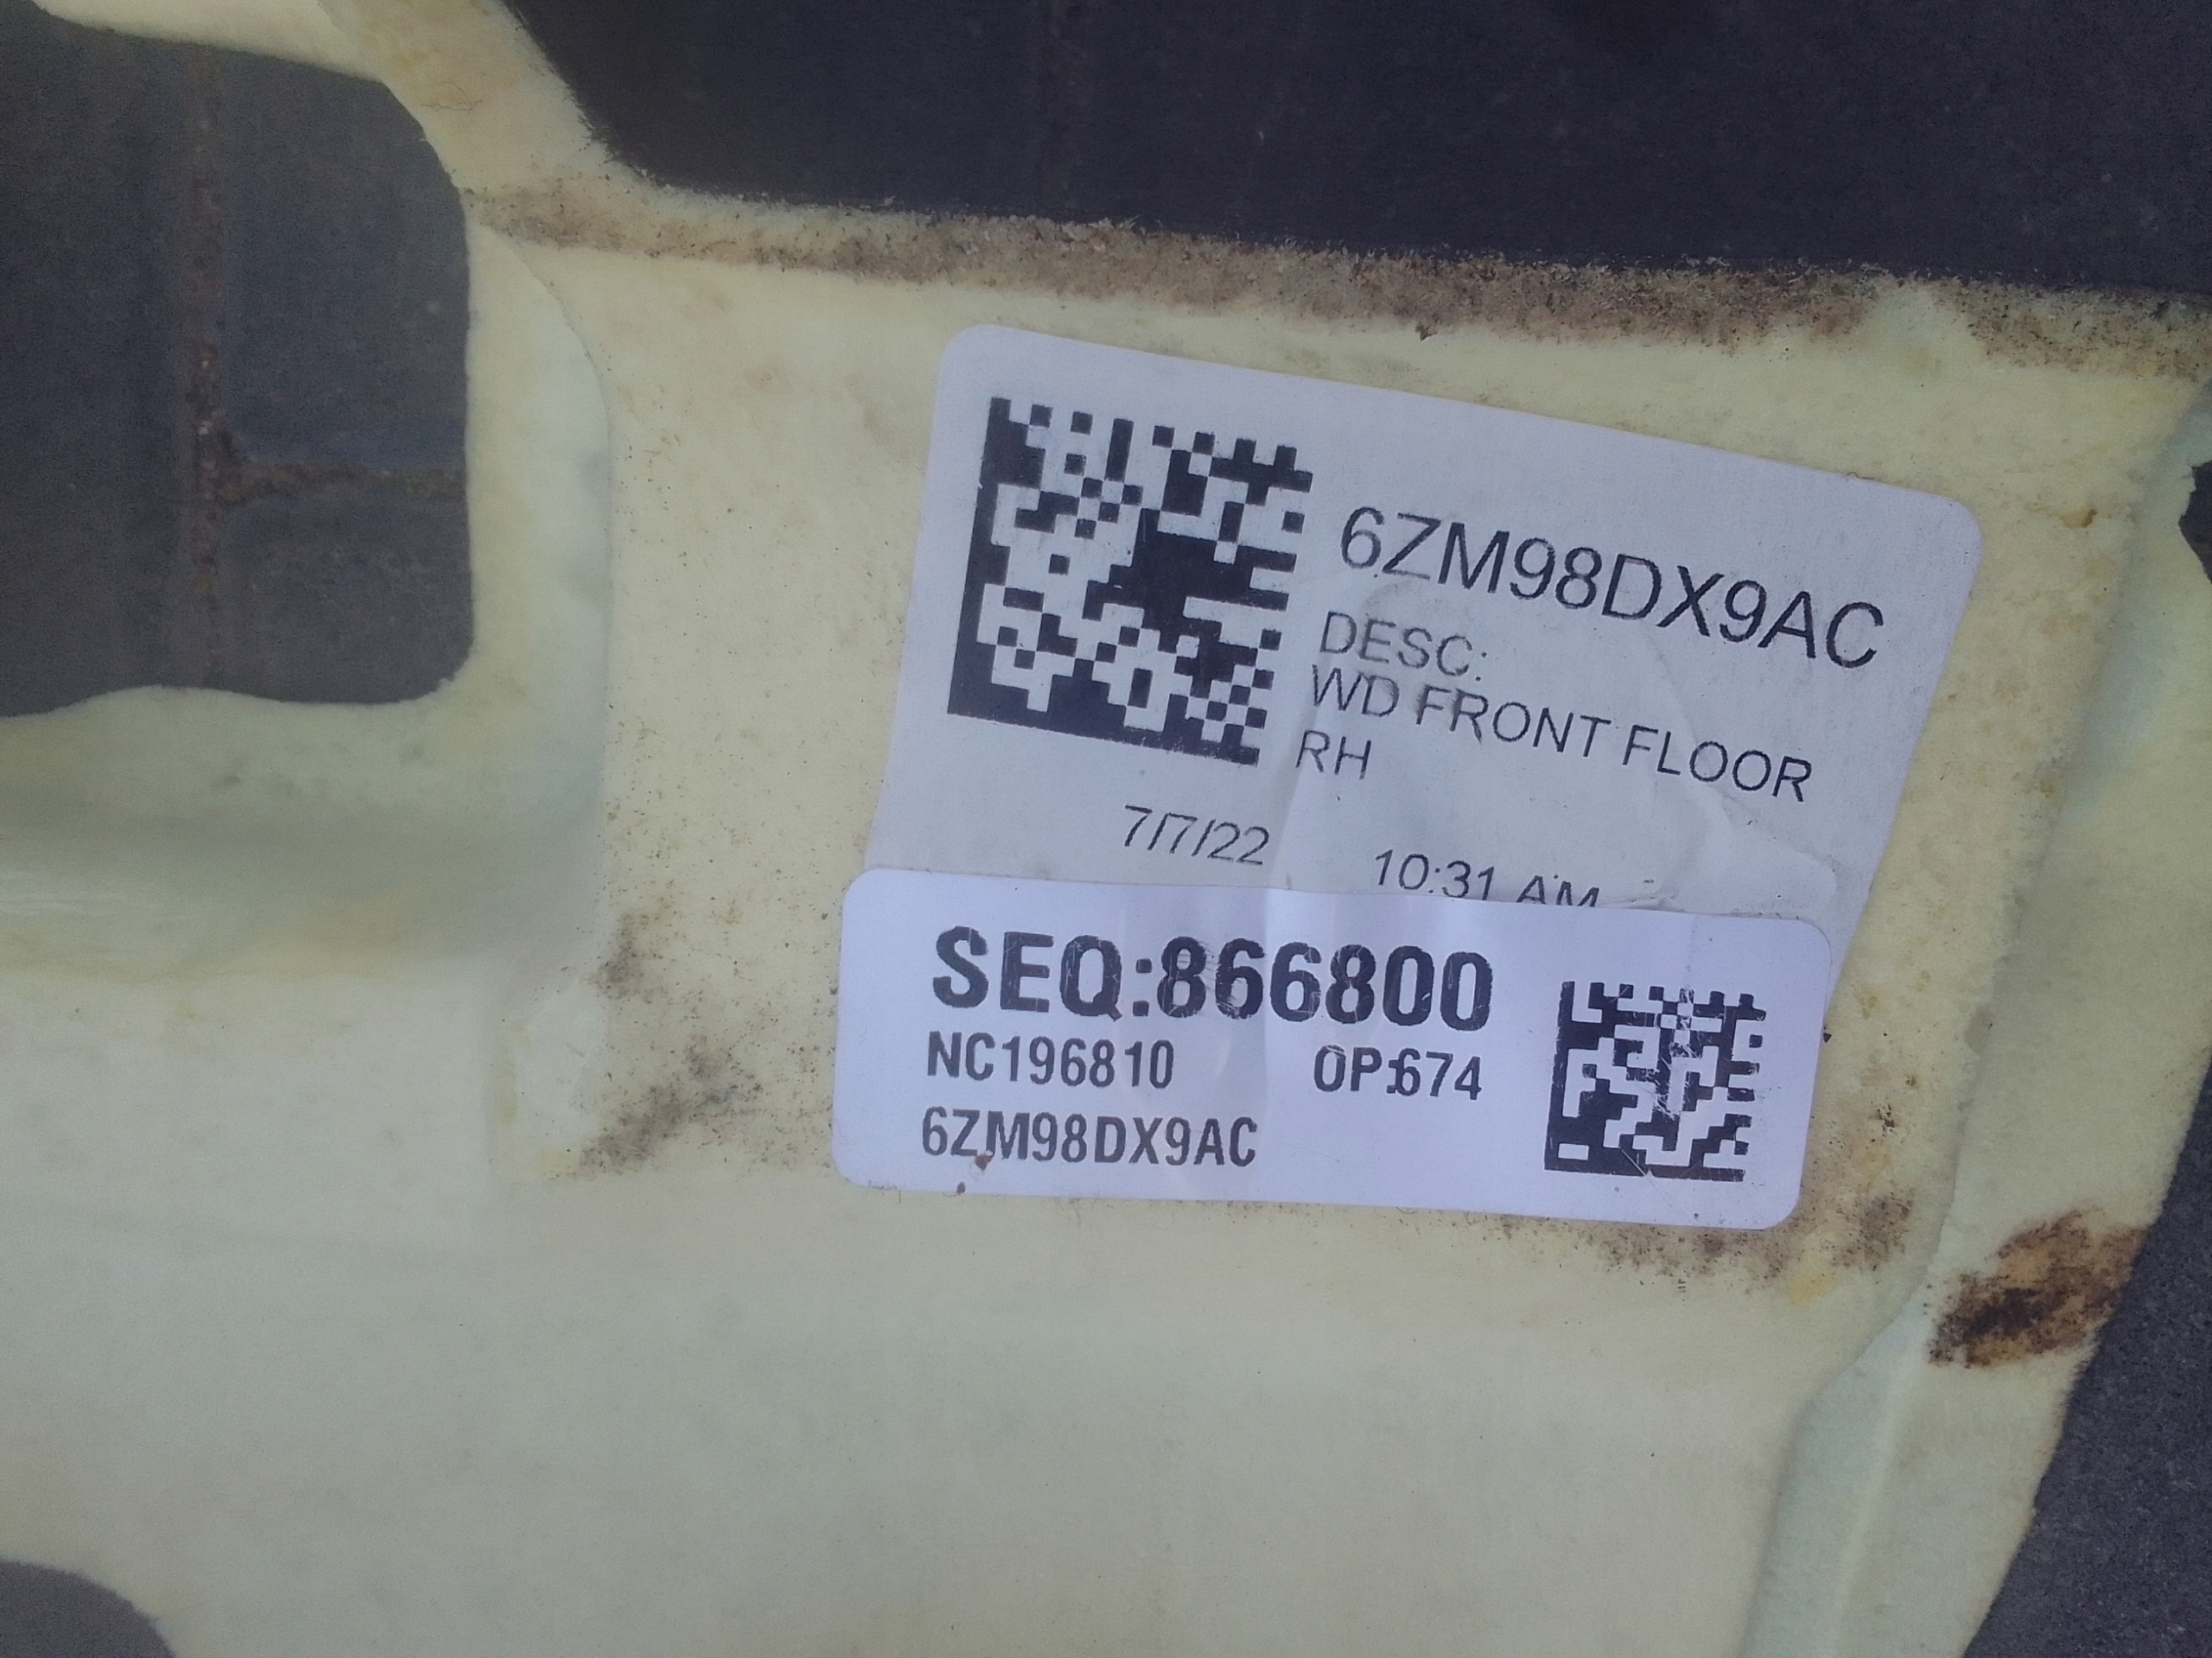 6ZM98DX9AC
DESC:
WD FRONT FLOOR
RH
7/7/22 10:31 AM
SEQ:866800
NC196810 OP:674
6ZM98DX9AC